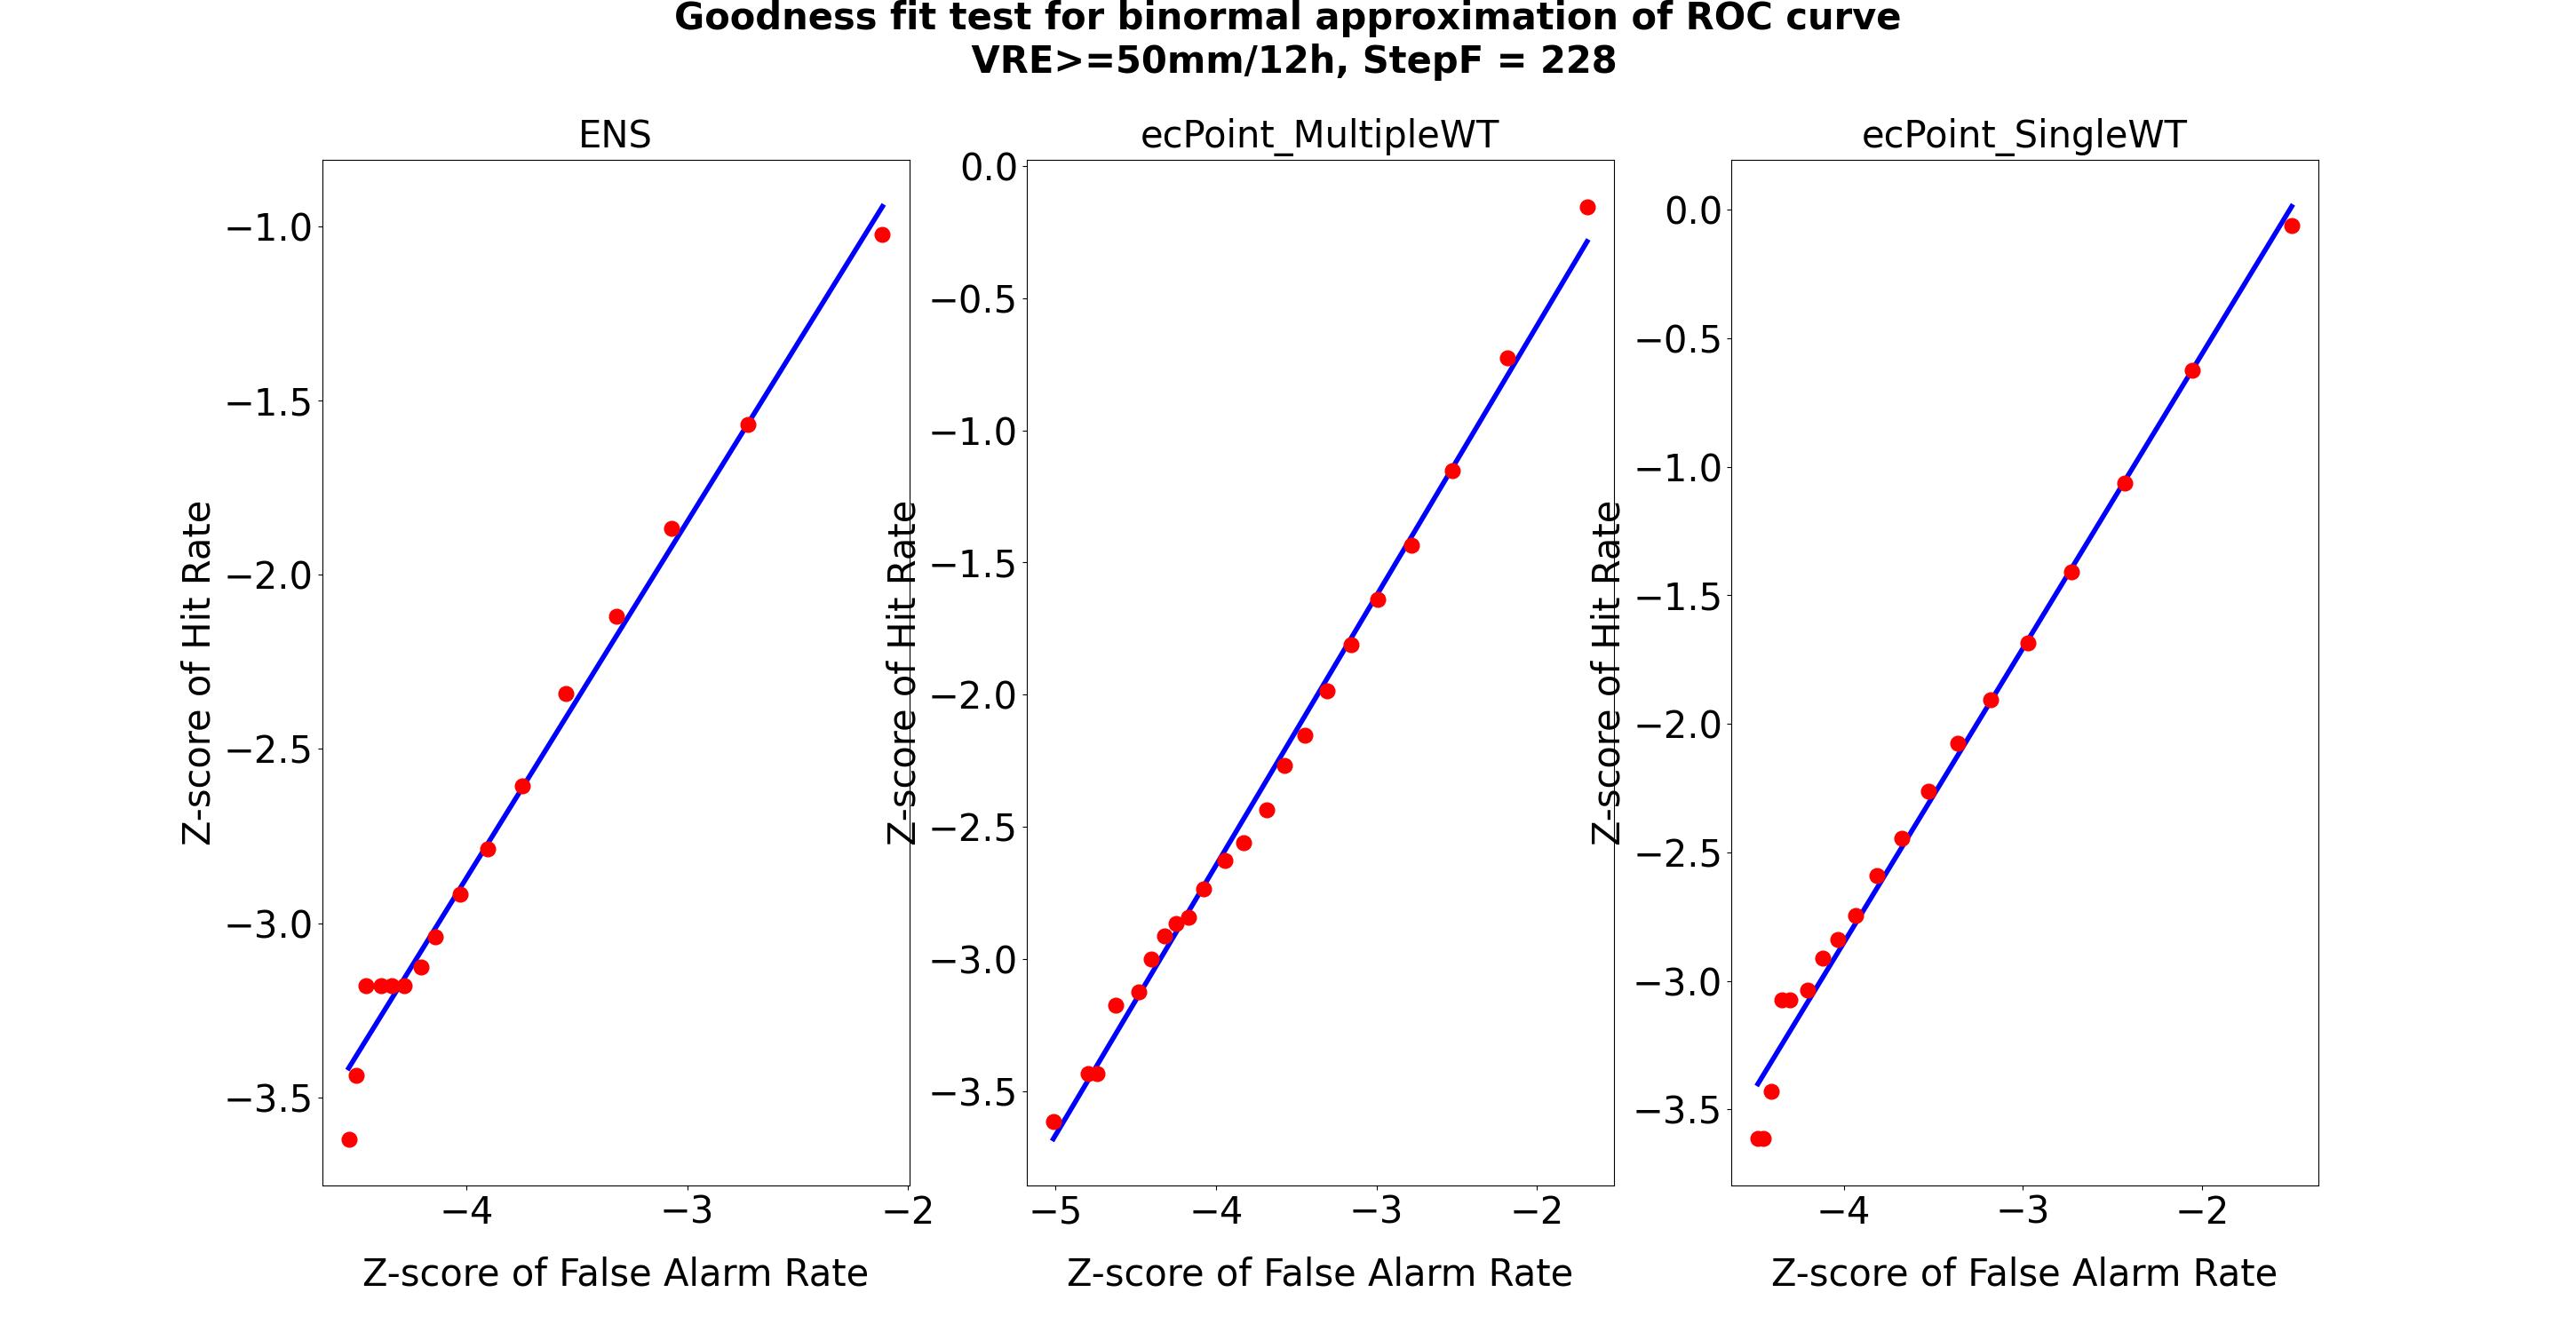 Goodness fit test for binormal approximation of ROC curve
VRE>=50mm/12h, StepF = 228
ENS
−1.0
−1.5
−2.0
−2.5
−3.0
−3.5
Z-score of Hit Rate
−4
−3
−2
Z-score of False Alarm Rate
ecPoint_MultipleWT
0.0
−0.5
−1.0
−1.5
−2.0
−2.5
−3.0
−3.5
Z-score of Hit Rate
−5
−4
−3
−2
Z-score of False Alarm Rate
ecPoint_SingleWT
0.0
−0.5
−1.0
−1.5
−2.0
−2.5
−3.0
−3.5
Z-score of Hit Rate
−4
−3
−2
Z-score of False Alarm Rate